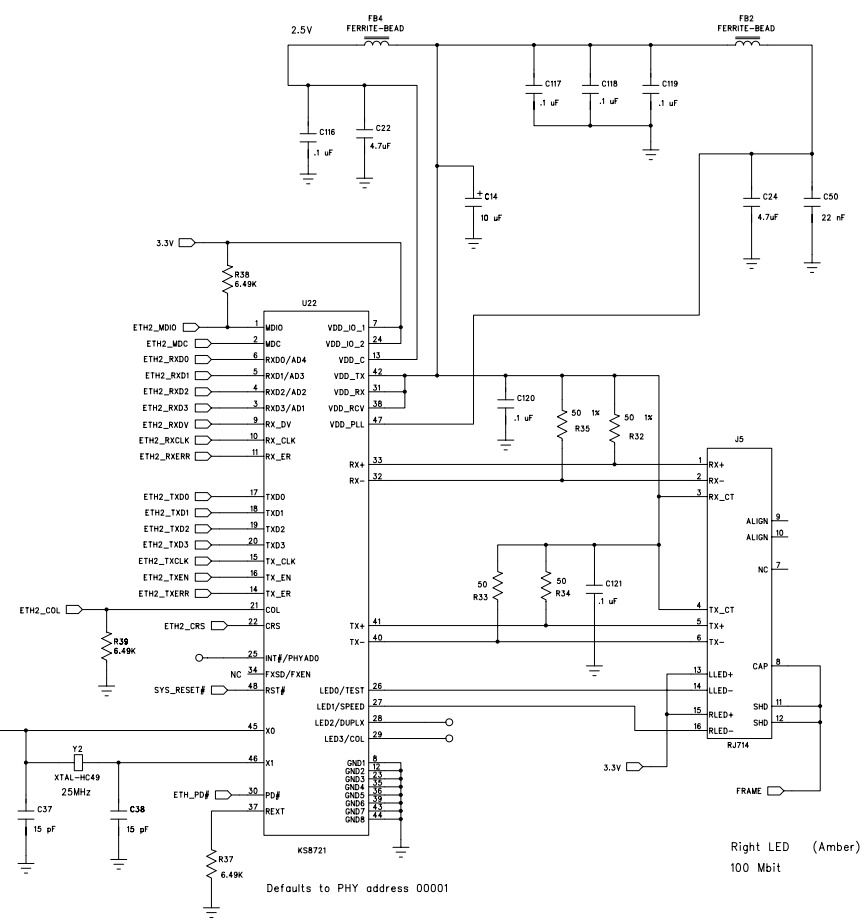 FB4
FERRITE-BEAD
2.5V
FB2
FERRITE-BEAD
C117
.1 uF
C118
.1 uF
C119
.1 uF
C116
.1 uF
C22
4.7uF
+
C14
10 uF
C24
4.7uF
C50
22 nF
3.3V
R38
6.49K
U22
ETH2_MDIO 1 MDIO
ETH2_MDC 2 MDC
ETH2_RXD0 6 RXD0/AD4
ETH2_RXD1 5 RXD1/AD3
ETH2_RXD2 4 RXD2/AD2
ETH2_RXD3 3 RXD3/AD1
ETH2_RXDV 9 RX_DV
ETH2_RXCLK 10 RX_CLK
ETH2_RXERR 11 RX_ER
ETH2_TXD0 17 TXD0
ETH2_TXD1 18 TXD1
ETH2_TXD2 19 TXD2
ETH2_TXD3 20 TXD3
ETH2_TXCLK 15 TX_CLK
ETH2_TXEN 16 TX_EN
ETH2_TXERR 14 TX_ER
ETH2_COL 21 COL
ETH2_CRS 22 CRS
R39
6.49K
25 INT#/PHYAD0
NC 34 FXSD/FXEN
SYS_RESET# 48 RST#
45 XO
46 X1
Y2
XTAL-HC49
25MHz
ETH_PD# 30 PD#
37 REXT
C37
15 pF
C38
15 pF
R37
6.49K
VDD_IO_1 7
VDD_IO_2 24
VDD_C 13
VDD_TX 42
VDD_RX 31
VDD_RCV 38
VDD_PLL 47
RX+ 33
RX- 32
TX+ 41
TX- 40
LED0/TEST 26
LED1/SPEED 27
LED2/DUPLX 28
LED3/COL 29
GND1 8
GND2 12
GND3 23
GND4 35
GND5 36
GND6 39
GND7 43
GND8 44
KS8721
Defaults to PHY address 00001
C120
.1 uF
50 1%
R35
50 1%
R32
50
R33
50
R34
C121
.1 uF
J5
1 RX+
2 RX-
3 RX_CT
ALIGN 9
ALIGN 10
NC 7
4 TX_CT
5 TX+
6 TX-
CAP 8
13 LLED+
14 LLED-
SHD 11
15 RLED+
SHD 12
16 RLED-
RJ714
3.3V
FRAME
Right LED (Amber)
100 Mbit